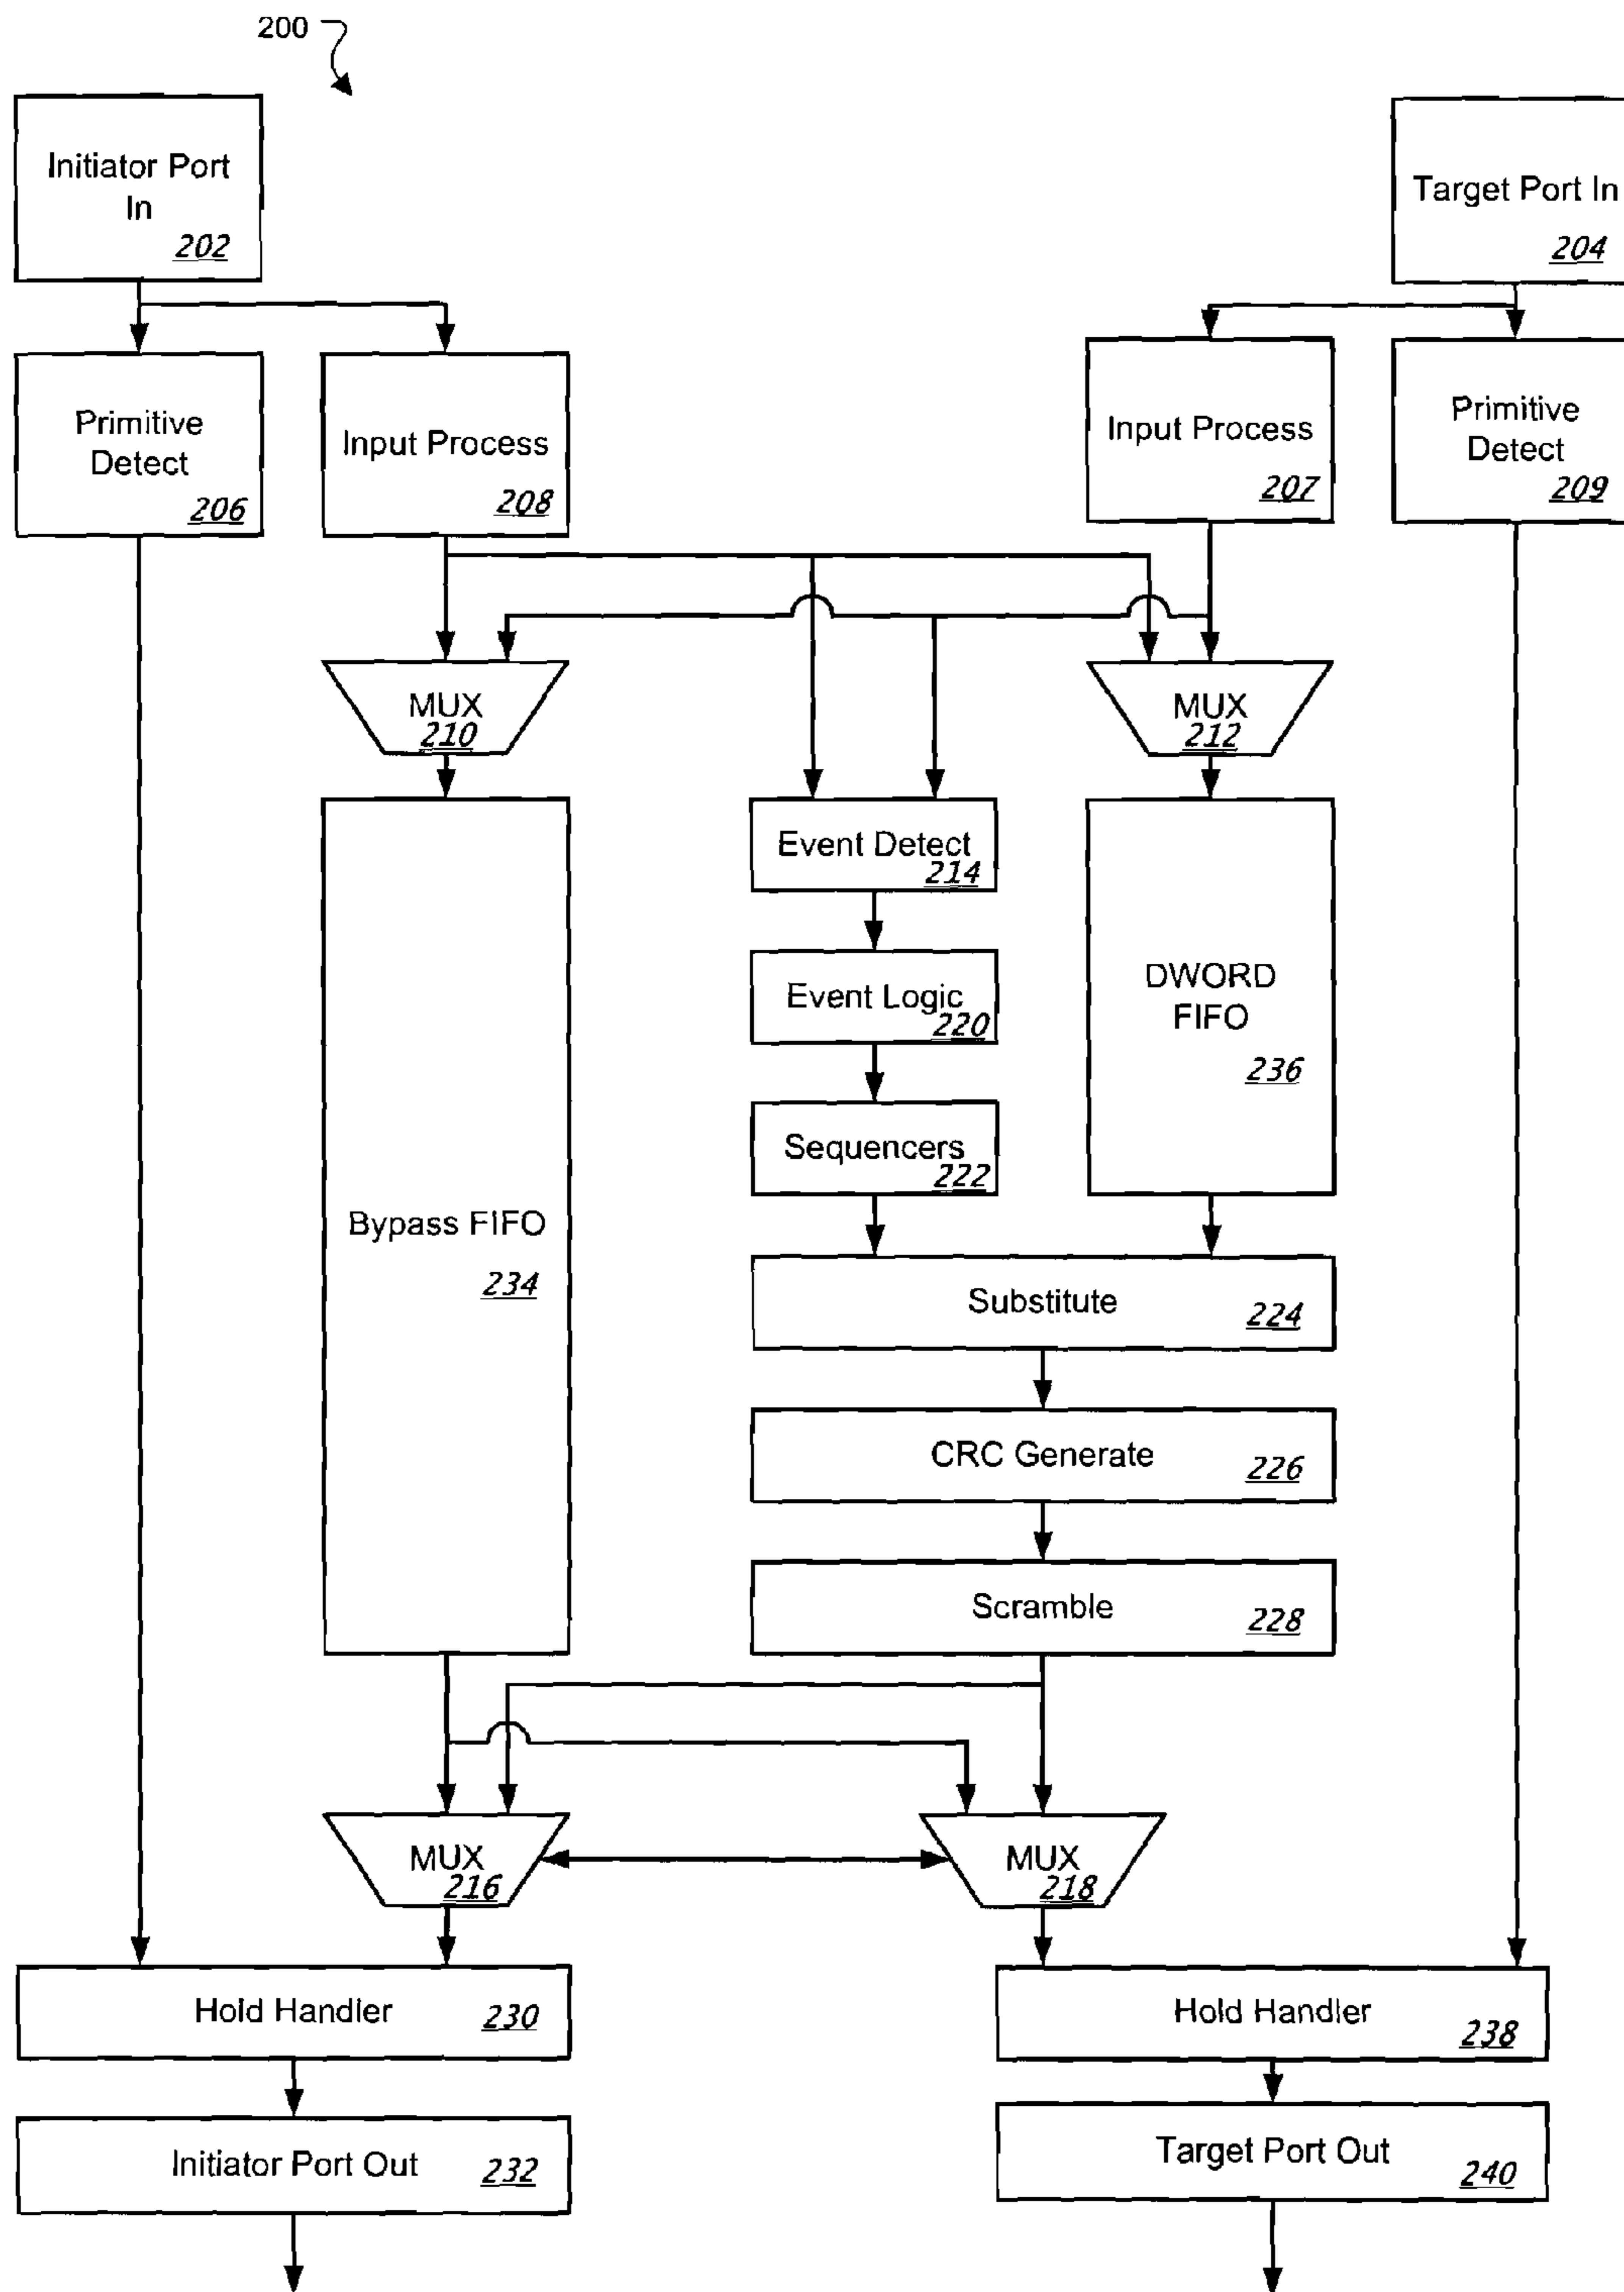 200
Initiator Port
In
202
Target Port In
204
Primitive
Detect
206
Input Process
208
Input Process
207
Primitive
Detect
209
MUX
210
MUX
212
Event Detect
214
Event Logic
220
Sequencers
222
DWORD
FIFO
236
Bypass FIFO
234
Substitute
224
CRC Generate
226
Scramble
228
MUX
216
MUX
218
Hold Handler
230
Hold Handler
238
Initiator Port Out
232
Target Port Out
240